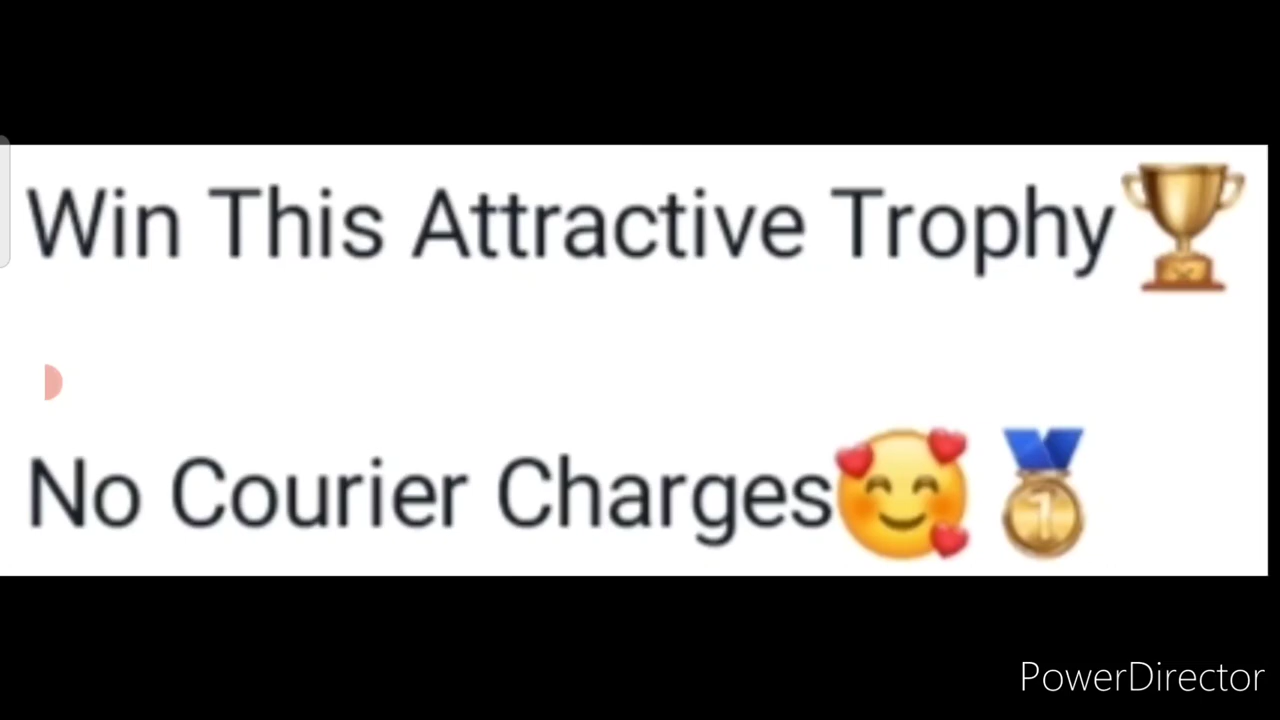 Win This Attractive Trophy🏆
No Courier Charges🥰 🥇
PowerDirector